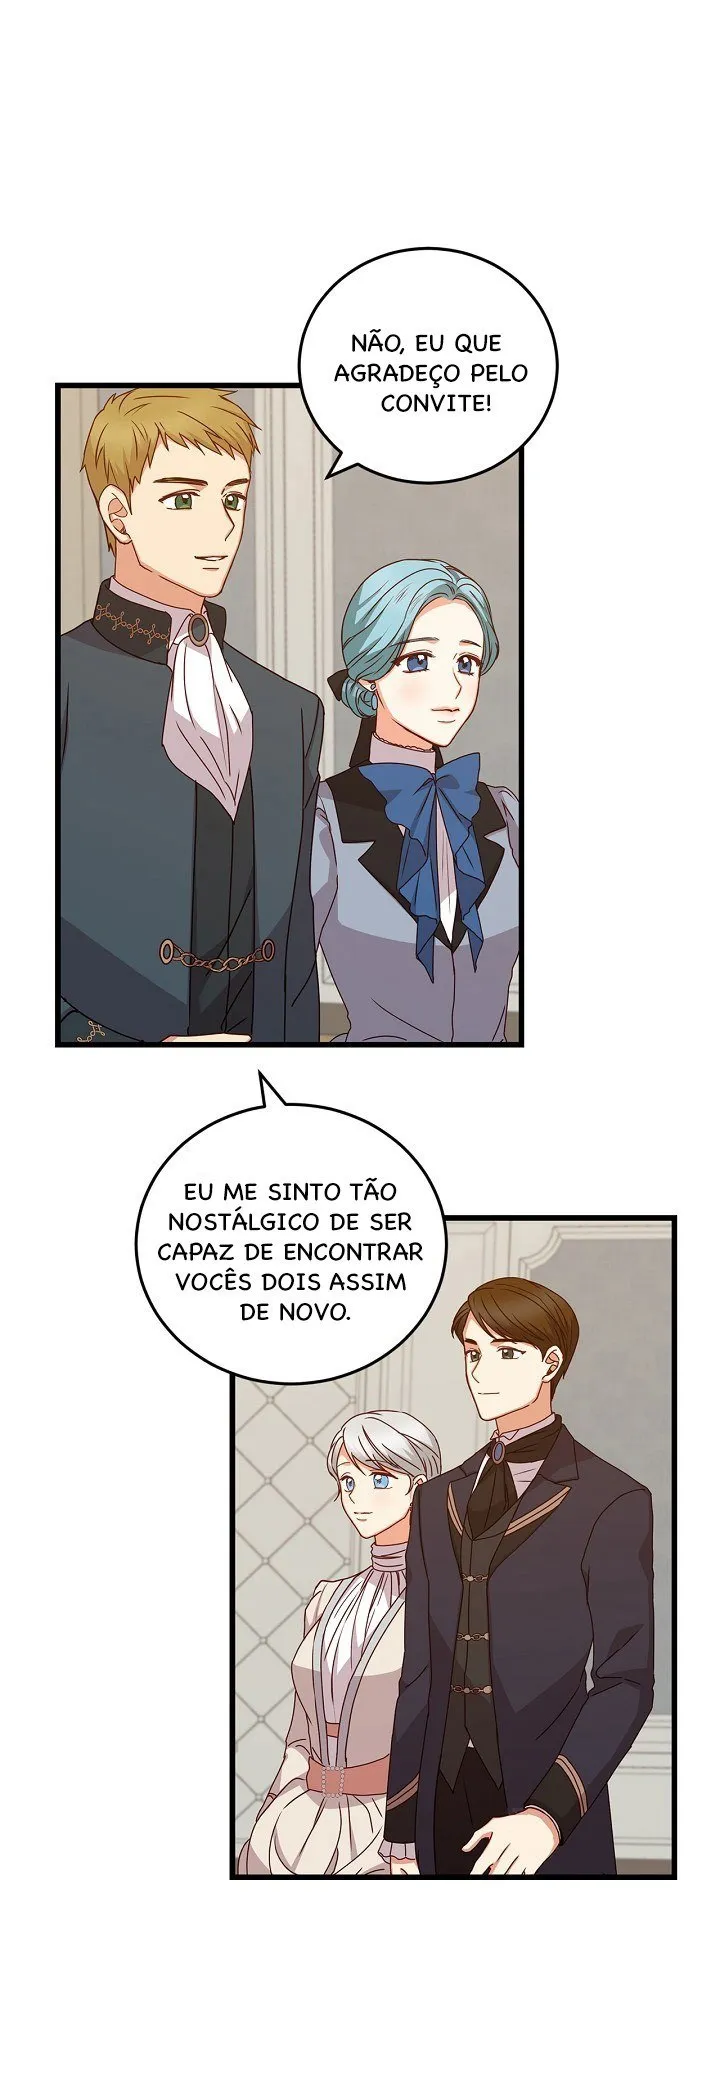 NÃO, EU QUE
AGRADEÇO PELO
CONVITE!
EU ME SINTO TÃO
NOSTÁLGICO DE SER
CAPAZ DE ENCONTRAR
VOCÊS DOIS ASSIM
DE NOVO.